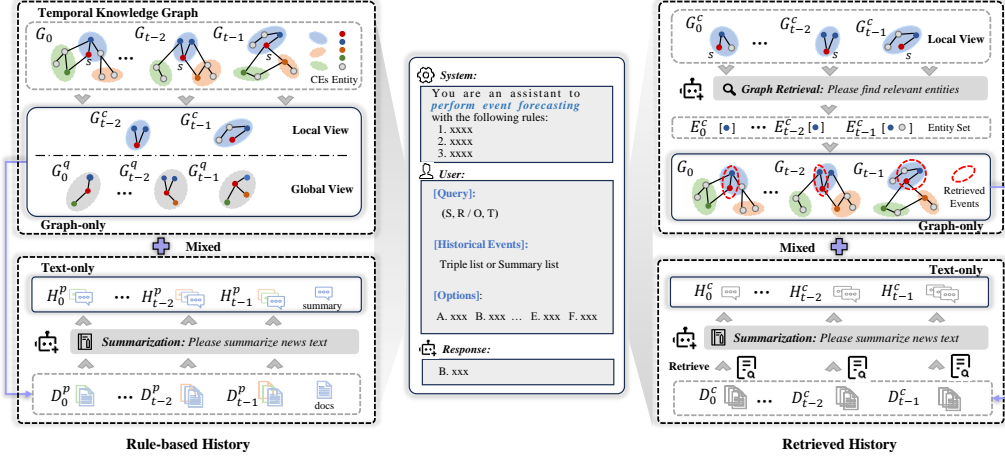 Temporal Knowledge Graph
G_0
G_{t-2}
G_{t-1}
s
s
s
...
CEs Entity
G^c_{t-2}
G^c_{t-1}
Local View
G^q_0
G^q_{t-2}
G^q_{t-1}
...
Global View
Graph-only
Mixed
Text-only
H^p_0 ... H^p_{t-2} H^p_{t-1}
summary
Summarization: Please summarize news text
D^p_0 ... D^p_{t-2} D^p_{t-1}
docs
Rule-based History
System:
You are an assistant to
perform event forecasting
with the following rules:
1. xxxx
2. xxxx
3. xxxx
User:
[Query]:
(S, R / O, T)
[Historical Events]:
Triple list or Summary list
[Options]:
A. xxx B. xxx ... E. xxx F. xxx
Response:
B. xxx
G^c_0 ... G^c_{t-2} G^c_{t-1}
s
s
s
Local View
Graph Retrieval: Please find relevant entities
E^c_0 [ ] ... E^c_{t-2} [ ] E^c_{t-1} [ ] Entity Set
G_0
G_{t-2}
G_{t-1}
...
Retrieved
Events
Graph-only
Mixed
Text-only
H^c_0 ... H^c_{t-2} H^c_{t-1}
Summarization: Please summarize news text
Retrieve
D^c_0 ... D^c_{t-2} D^c_{t-1}
Retrieved History